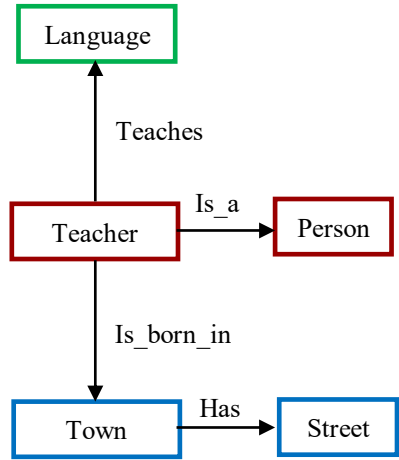 Language
Teaches
Is_a
Teacher
Person
Is_born_in
Has
Town
Street